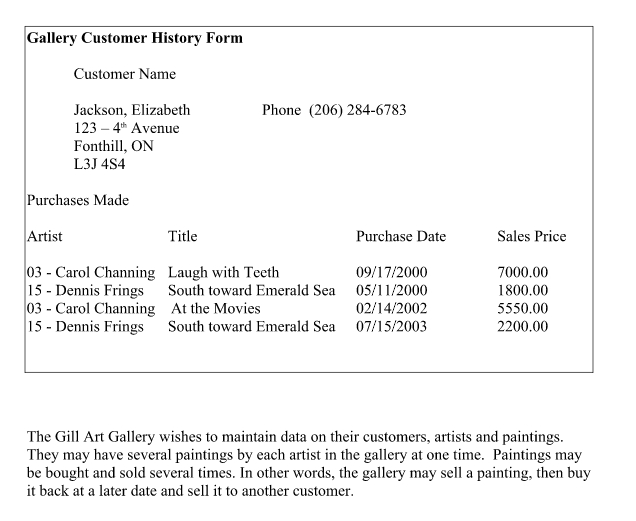 Gallery Customer History Form
Customer Name
Jackson, Elizabeth Phone (206) 284-6783
123 – 4th Avenue
Fonthill, ON
L3J 4S4
Purchases Made
Artist Title Purchase Date Sales Price
03 - Carol Channing Laugh with Teeth 09/17/2000 7000.00
15 - Dennis Frings South toward Emerald Sea 05/11/2000 1800.00
03 - Carol Channing At the Movies 02/14/2002 5550.00
15 - Dennis Frings South toward Emerald Sea 07/15/2003 2200.00
The Gill Art Gallery wishes to maintain data on their customers, artists and paintings.
They may have several paintings by each artist in the gallery at one time. Paintings may
be bought and sold several times. In other words, the gallery may sell a painting, then buy
it back at a later date and sell it to another customer.